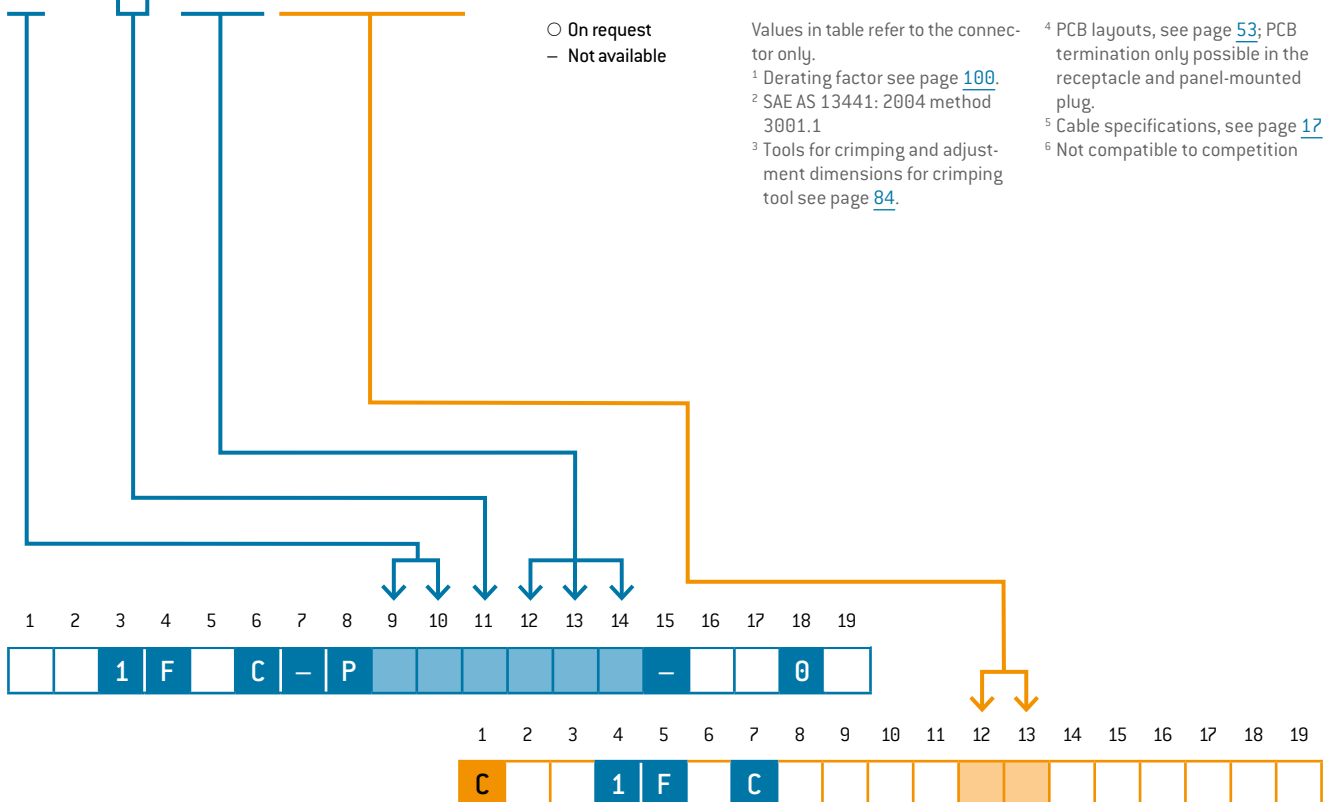 ○ On request
– Not available
Values in table refer to the connec-
tor only.
¹ Derating factor see page 100.
² SAE AS 13441: 2004 method
3001.1
³ Tools for crimping and adjust-
ment dimensions for crimping
tool see page 84.
⁴ PCB layouts, see page 53; PCB
termination only possible in the
receptacle and panel-mounted
plug.
⁵ Cable specifications, see page 17
⁶ Not compatible to competition
1 2 3 4 5 6 7 8 9 10 11 12 13 14 15 16 17 18 19
1 F C – P – 0
1 2 3 4 5 6 7 8 9 10 11 12 13 14 15 16 17 18 19
C 1 F C